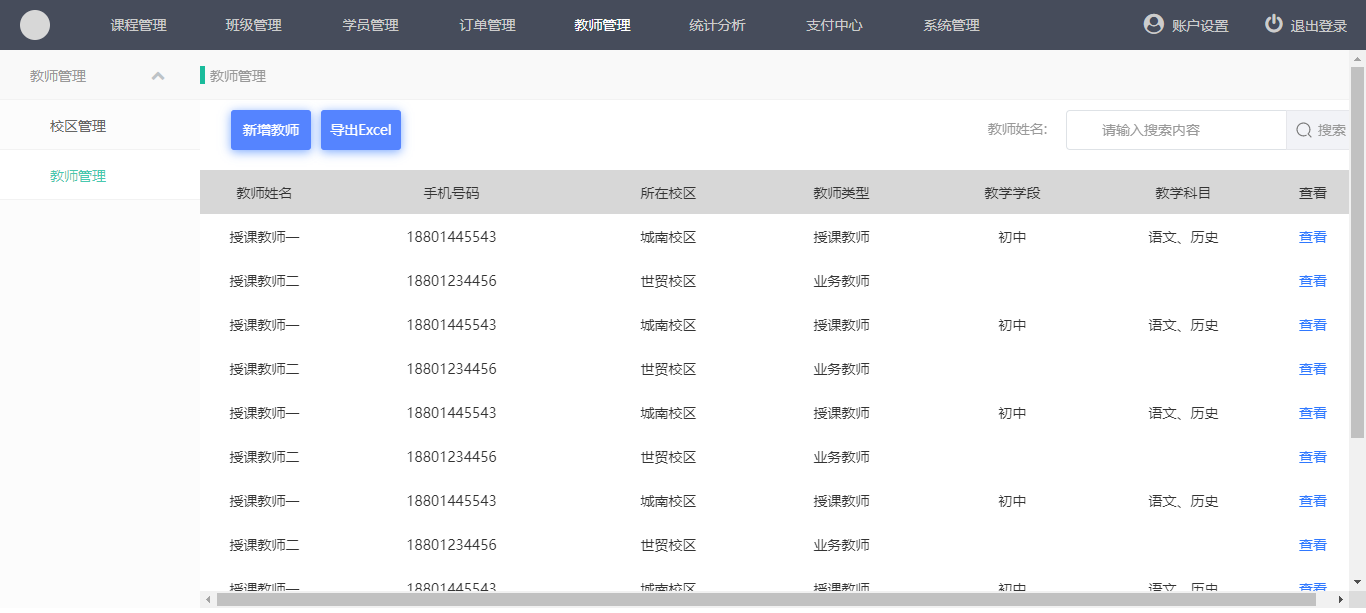 课程管理 班级管理 学员管理 订单管理 教师管理 统计分析 支付中心 系统管理 账户设置 退出登录
教师管理 教师管理
校区管理
教师管理
新增教师 导出Excel 教师姓名: 请输入搜索内容 搜索
教师姓名 手机号码 所在校区 教师类型 教学学段 教学科目 查看
授课教师一 18801445543 城南校区 授课教师 初中 语文、历史 查看
授课教师二 18801234456 世贸校区 业务教师 查看
授课教师一 18801445543 城南校区 授课教师 初中 语文、历史 查看
授课教师二 18801234456 世贸校区 业务教师 查看
授课教师一 18801445543 城南校区 授课教师 初中 语文、历史 查看
授课教师二 18801234456 世贸校区 业务教师 查看
授课教师一 18801445543 城南校区 授课教师 初中 语文、历史 查看
授课教师二 18801234456 世贸校区 业务教师 查看
授课教师一 18801445543 城南校区 授课教师 初中 语文、历史 查看